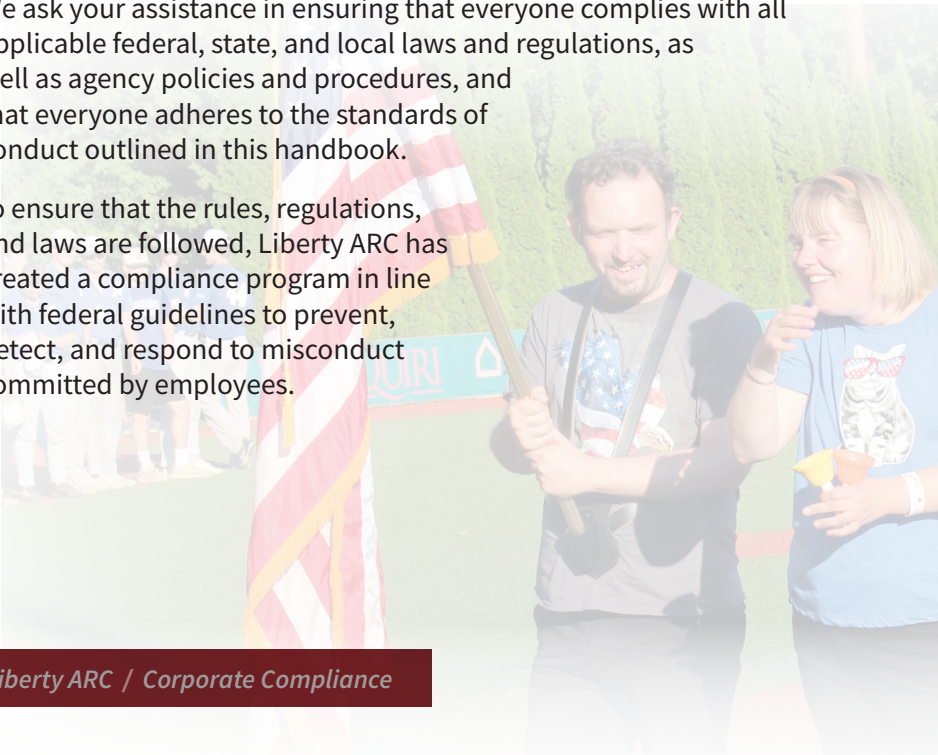 e ask your assistance in ensuring that everyone complies with all
pplicable federal, state, and local laws and regulations, as
ell as agency policies and procedures, and
hat everyone adheres to the standards of
onduct outlined in this handbook.
o ensure that the rules, regulations,
nd laws are followed, Liberty ARC has
reated a compliance program in line
ith federal guidelines to prevent,
etect, and respond to misconduct
ommitted by employees.
QUIRI
iberty ARC / Corporate Compliance